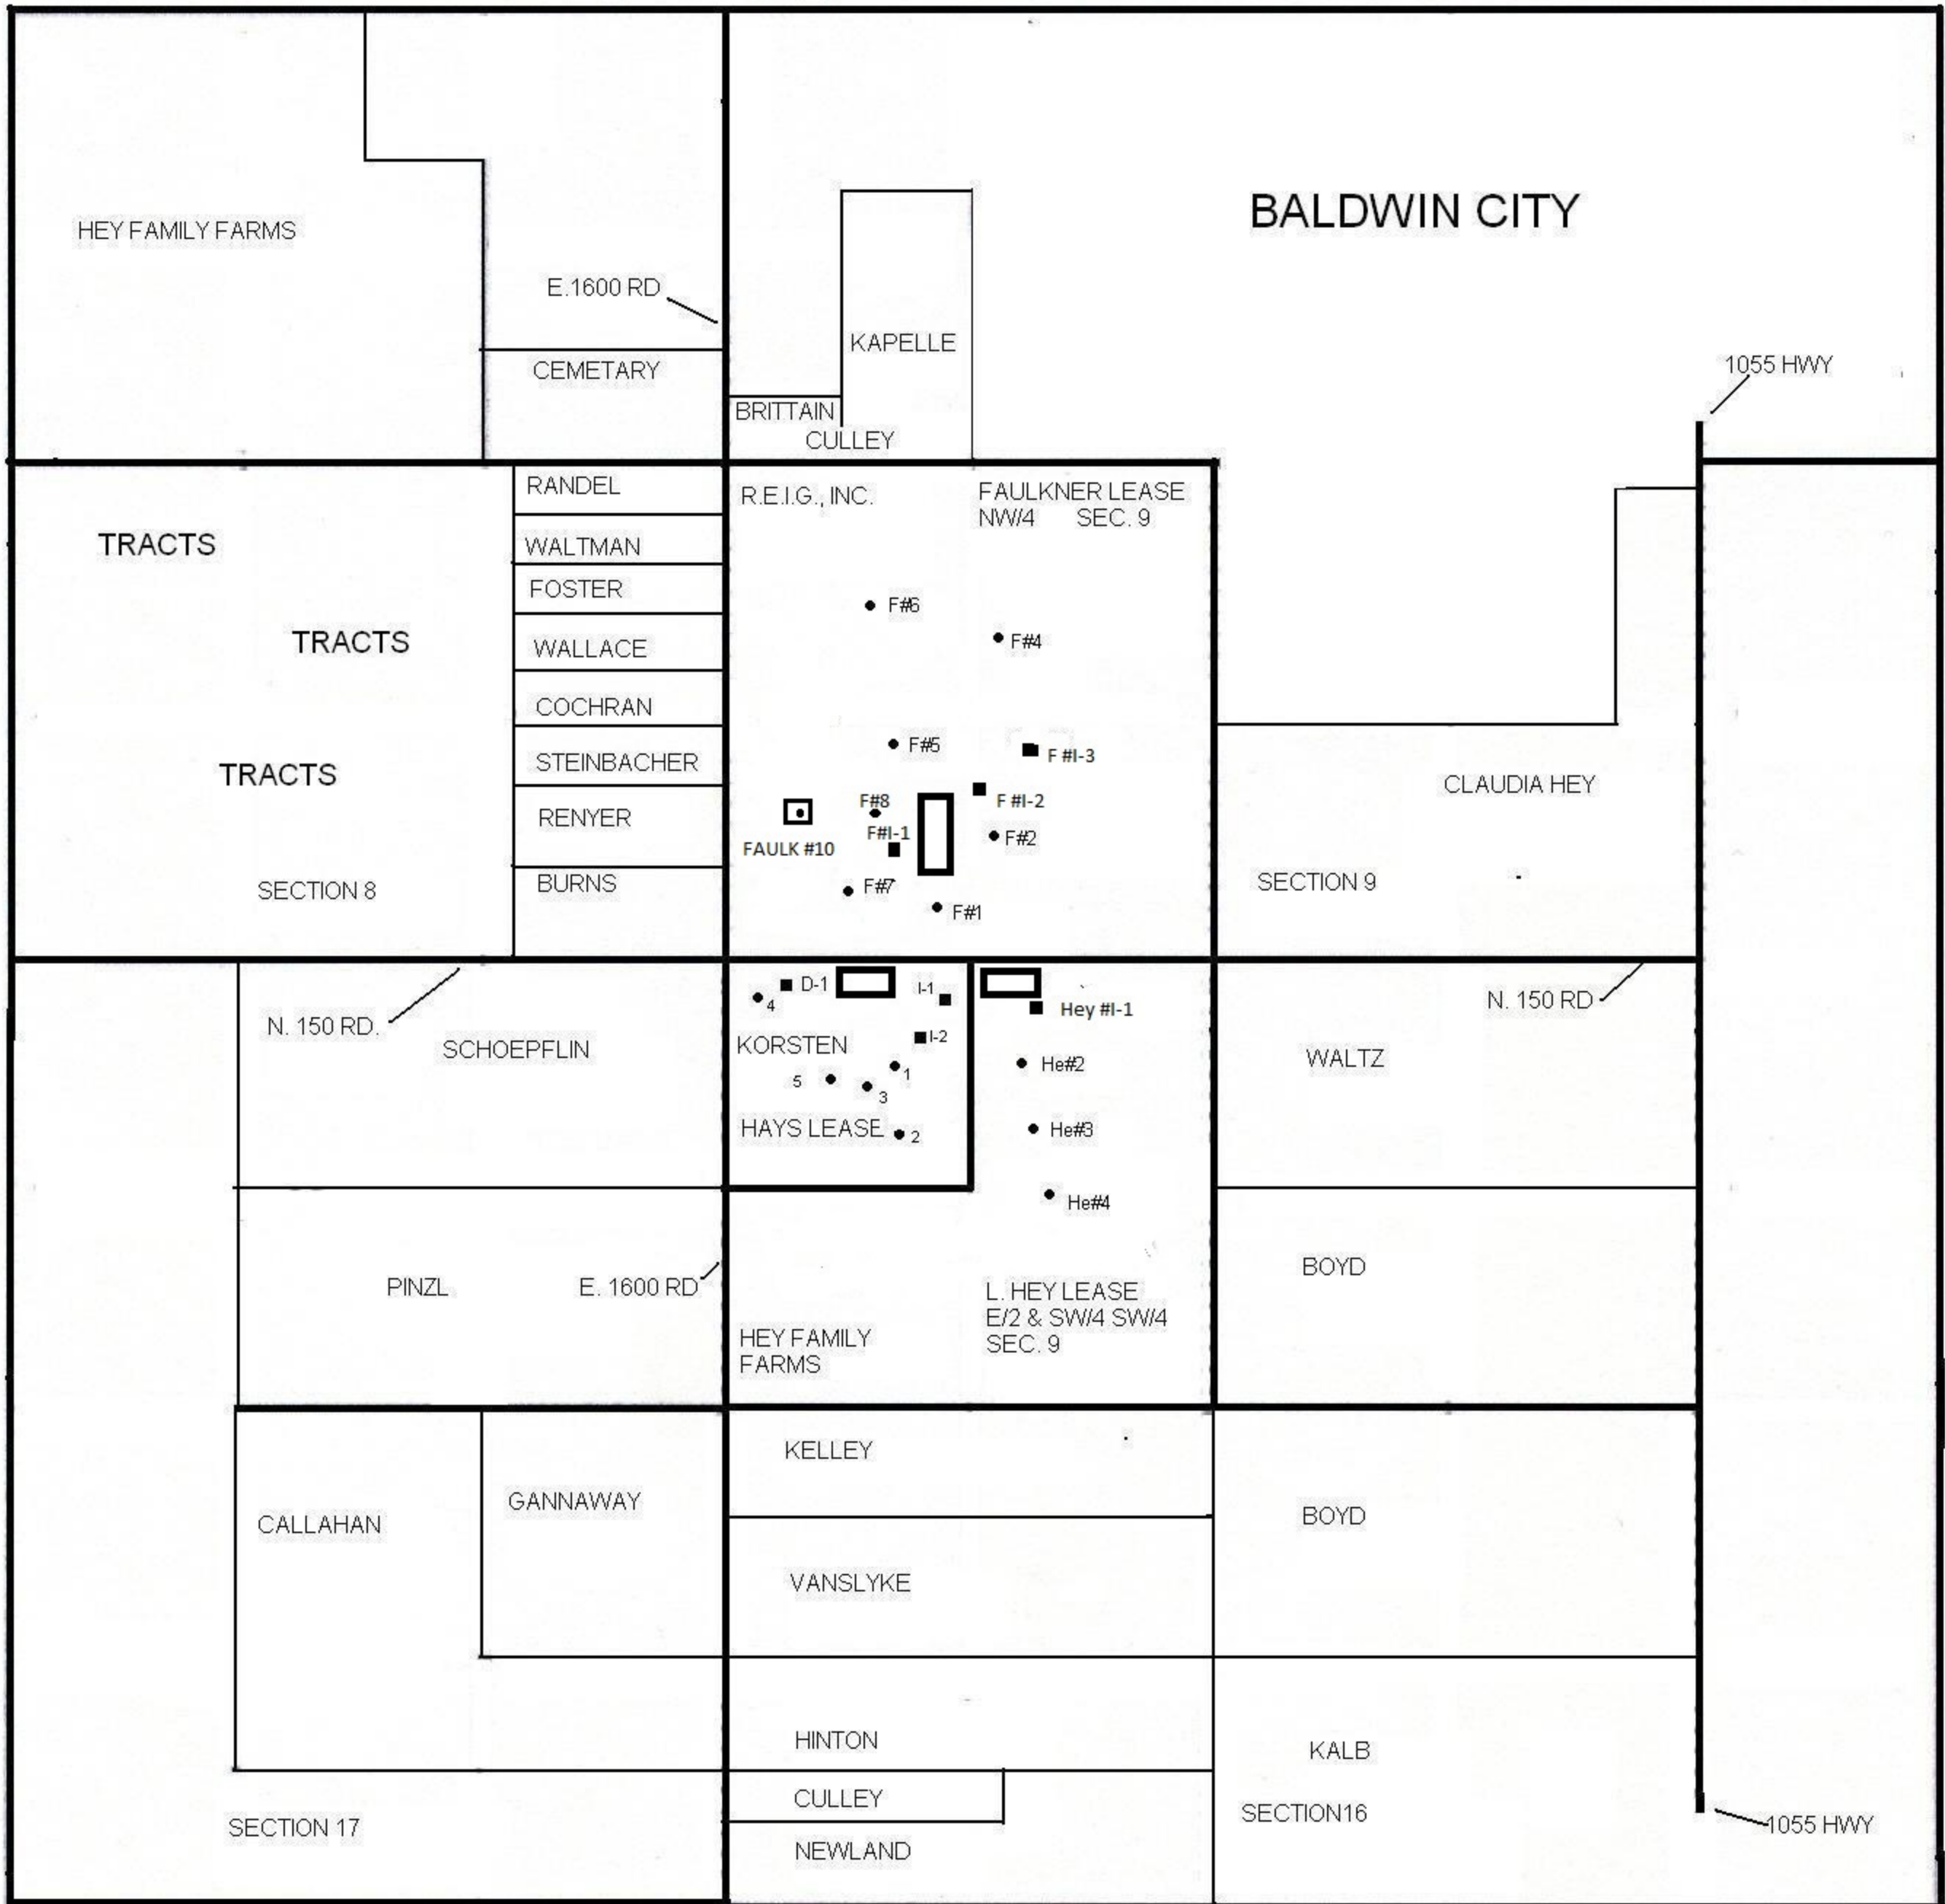 HEY FAMILY FARMS
BALDWIN CITY
E.1600 RD
KAPELLE
CEMETARY
1055 HWY
BRITTAIN
CULLEY
RANDEL
R.E.I.G., INC.
FAULKNER LEASE
NW/4 SEC. 9
TRACTS
WALTMAN
FOSTER
F#6
TRACTS
WALLACE
F#4
COCHRAN
F#5
F #I-3
STEINBACHER
TRACTS
CLAUDIA HEY
F#8
F #I-2
RENYER
F#I-1
F#2
FAULK #10
SECTION 8
BURNS
F#7
SECTION 9
F#1
D-1
I-1
4
Hey #I-1
N. 150 RD
N. 150 RD.
I-2
SCHOEPFLIN
KORSTEN
He#2
WALTZ
1
5
3
HAYS LEASE
2
He#3
He#4
BOYD
PINZL
E. 1600 RD
L. HEY LEASE
E/2 & SW/4 SW/4
SEC. 9
HEY FAMILY
FARMS
KELLEY
GANNAWAY
CALLAHAN
BOYD
VANSLYKE
HINTON
KALB
CULLEY
SECTION16
SECTION 17
1055 HWY
NEWLAND